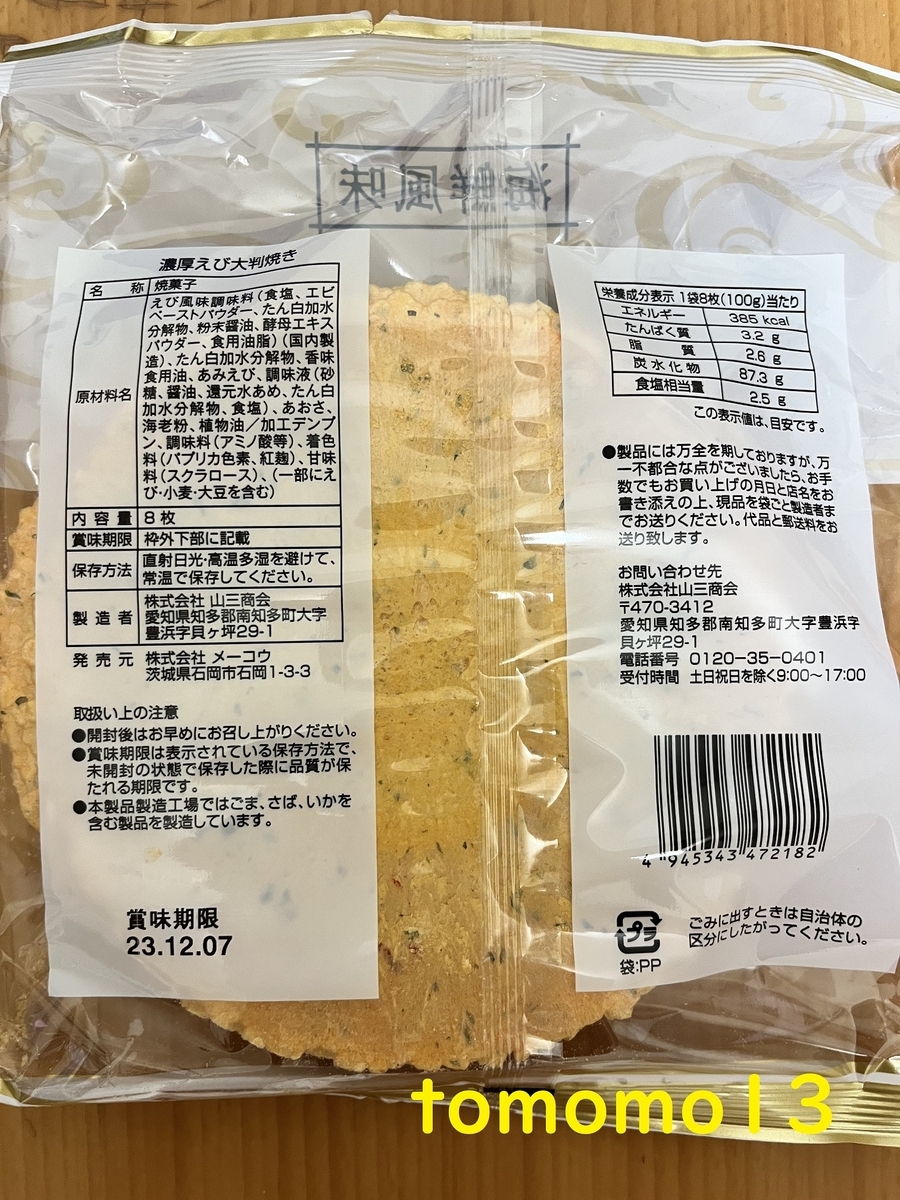 海鮮風味
濃厚えび大判焼き
名 称 焼菓子
原材料名
えび風味調味料(食塩、エビ
ペーストパウダー、たん白加水
分解物、粉末醤油、酵母エキス
パウダー、食用油脂)(国内製
造)、たん白加水分解物、香味
食用油、あみえび、調味液(砂
糖、醤油、還元水あめ、たん白
加水分解物、食塩)、あおさ、
海老粉、植物油/加工デンプ
ン、調味料(アミノ酸等)、着色
料(パプリカ色素、紅麹)、甘味
料(スクラロース)、(一部にえ
び・小麦・大豆を含む)
内容量 8枚
賞味期限 枠外下部に記載
保存方法 直射日光・高温多湿を避けて、
常温で保存してください。
製造者 株式会社 山三商会
愛知県知多郡南知多町大字
豊浜字貝ヶ坪29-1
発売元 株式会社 メーコウ
茨城県石岡市石岡1-3-3
取扱い上の注意
●開封後はお早めにお召し上がりください。
●賞味期限は表示されている保存方法で、
未開封の状態で保存した際に品質が保
たれる期限です。
●本製品製造工場ではごま、さば、いかを
含む製品を製造しています。
賞味期限
23.12.07
栄養成分表示 1袋8枚(100g)当たり
エネルギー 385 kcal
たんぱく質 3.2 g
脂 質 2.6 g
炭水化物 87.3 g
食塩相当量 2.5 g
この表示値は、目安です。
●製品には万全を期しておりますが、万
一不都合な点がございましたら、お手
数でもお買い上げの月日と店名をお
書き添えの上、現品を袋ごと製造者ま
でお送りください。代品と郵送料をお
送り致します。
お問い合わせ先
株式会社山三商会
〒470-3412
愛知県知多郡南知多町大字豊浜字
貝ヶ坪29-1
電話番号 0120-35-0401
受付時間 土日祝日を除く9:00~17:00
4 945343 472182
プラ
袋:PP
ごみに出すときは自治体の
区分にしたがってください。
tomomo13